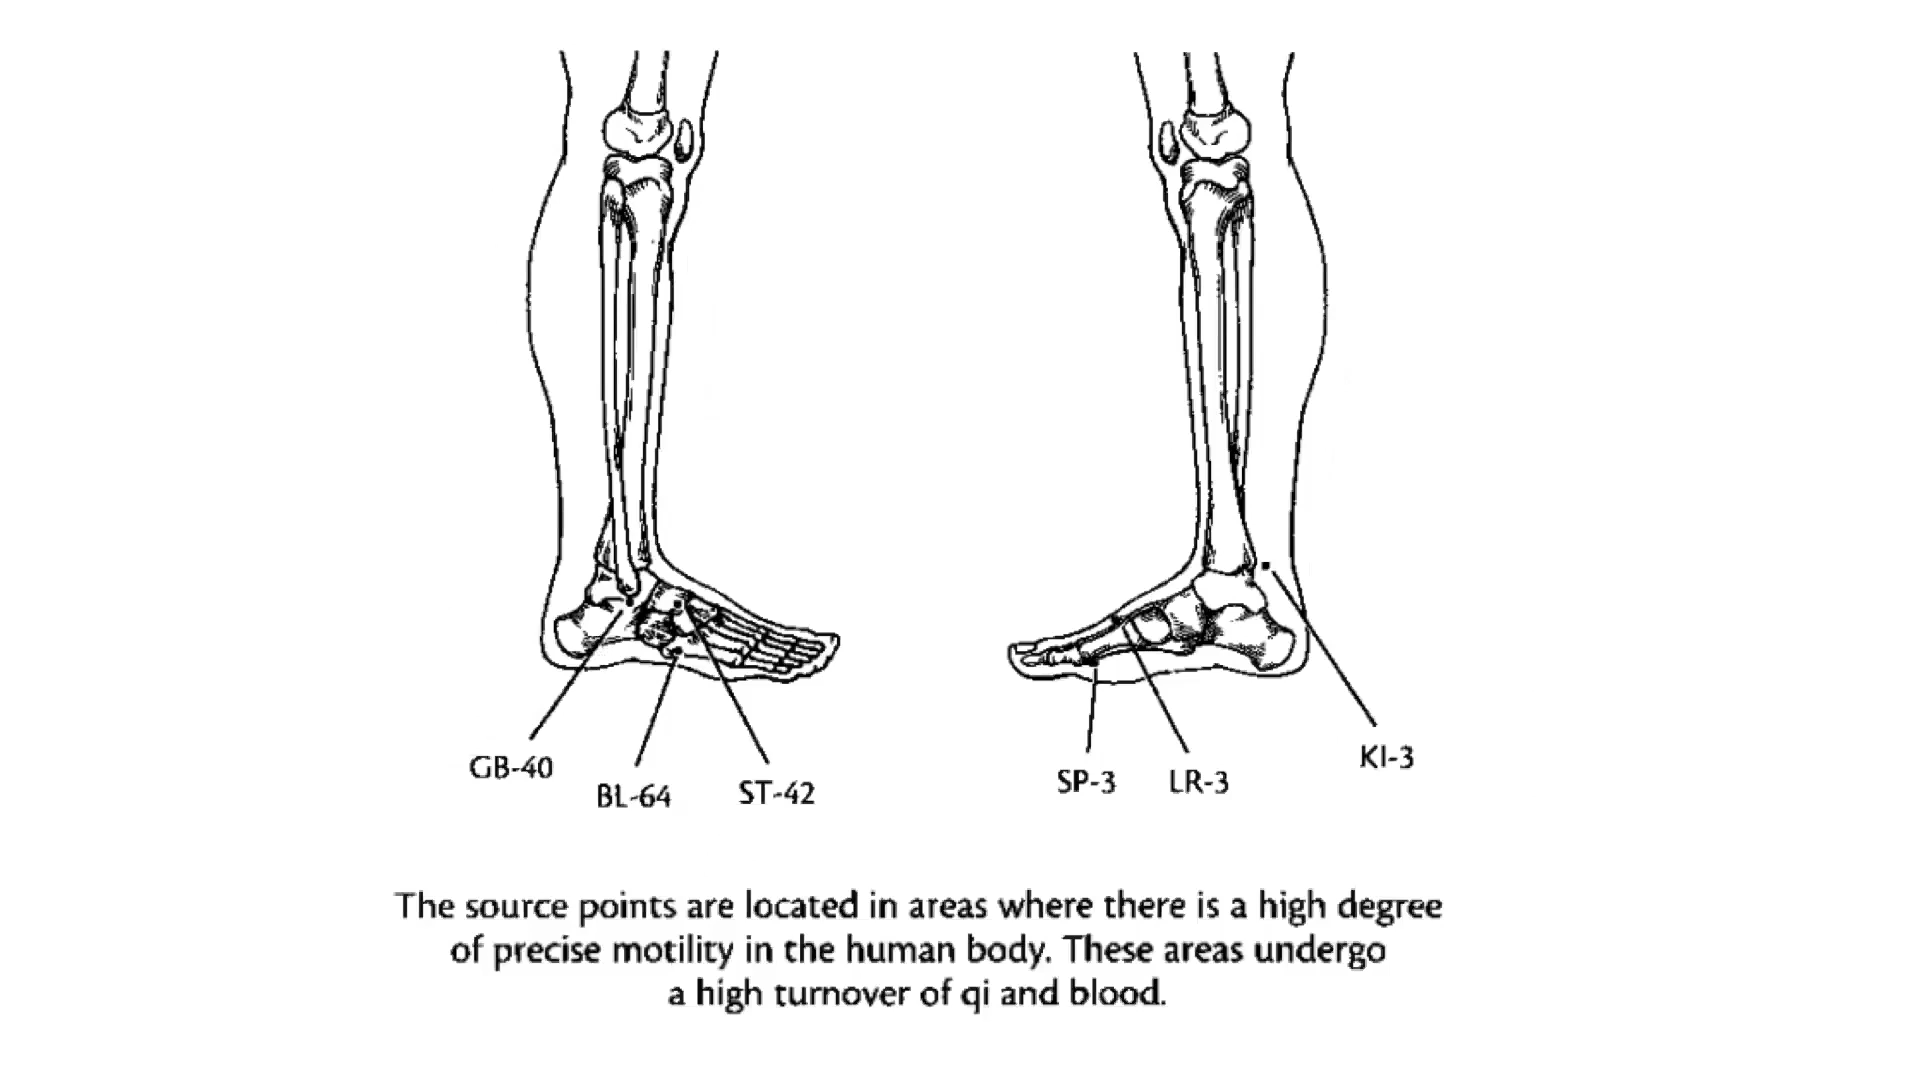 GB-40
BL-64
ST-42
SP-3
LR-3
KI-3
The source points are located in areas where there is a high degree
of precise motility in the human body. These areas undergo
a high turnover of qi and blood.